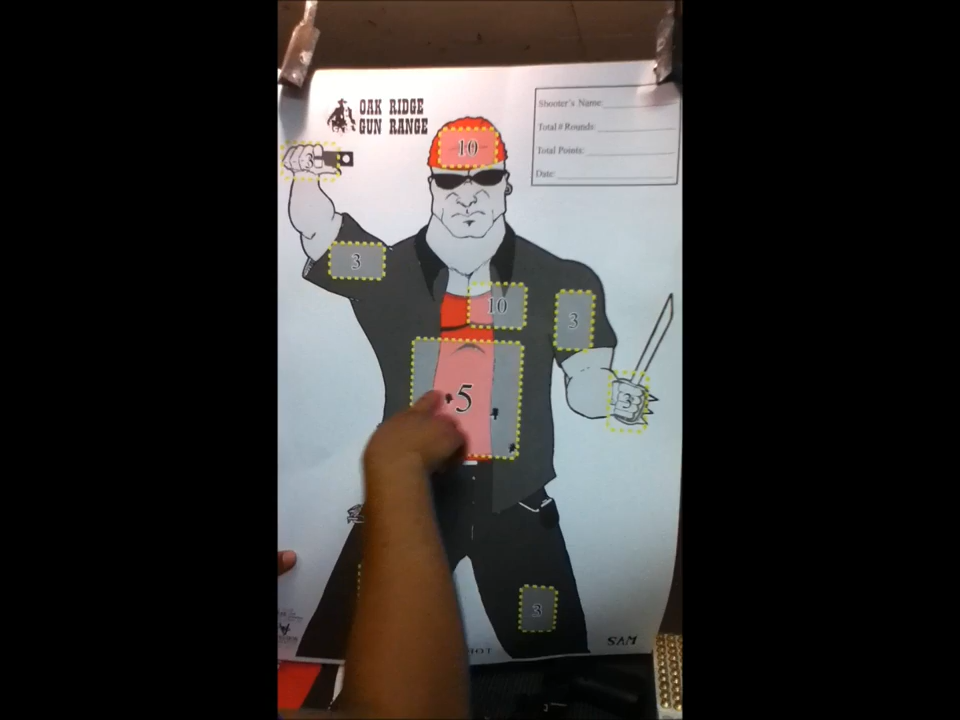 OAK RIDGE
GUN RANGE
Shooter's Name:
Total # Rounds:
Total Points:
Date:
10
3
3
10
3
5
3
3
SAM